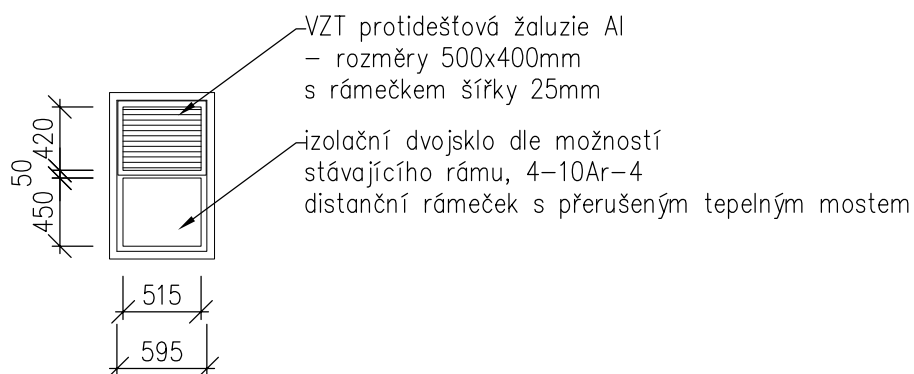 VZT protidešťová žaluzie Al
– rozměry 500x400mm
s rámečkem šířky 25mm
izolační dvojsklo dle možností
stávajícího rámu, 4–10Ar–4
distanční rámeček s přerušeným tepelným mostem
420
50
450
515
595